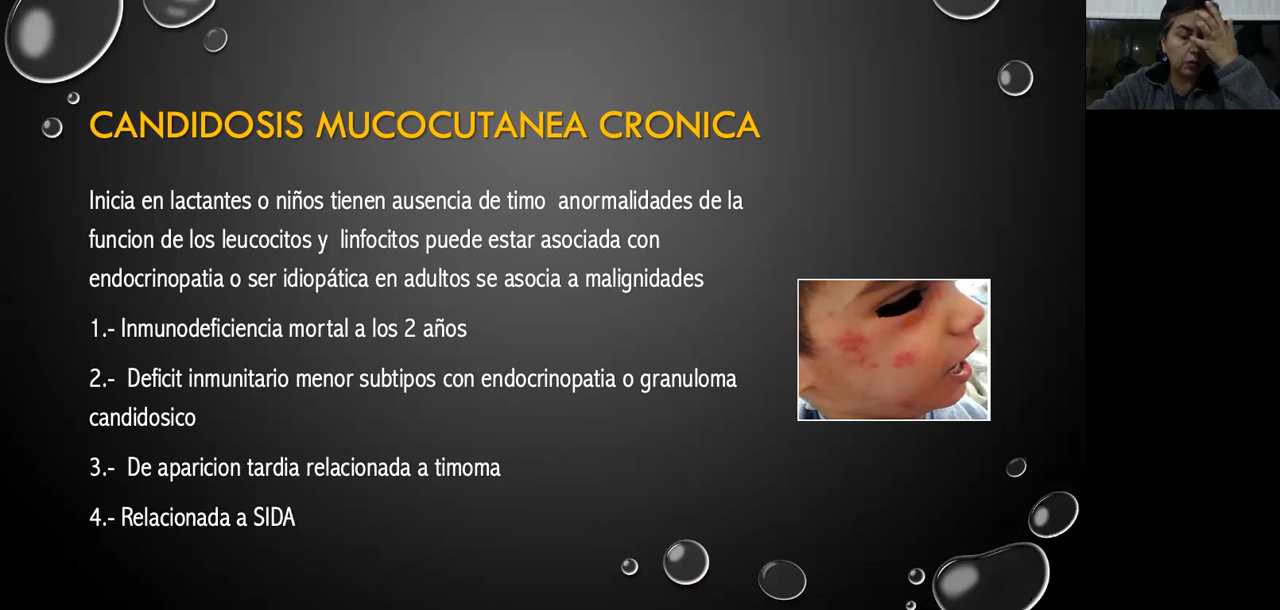 CANDIDOSIS MUCOCUTANEA CRONICA
Inicia en lactantes o niños tienen ausencia de timo  anormalidades de la
funcion de los leucocitos y  linfocitos puede estar asociada con
endocrinopatia o ser idiopática en adultos se asocia a malignidades
1.- Inmunodeficiencia mortal a los 2 años
2.-  Deficit inmunitario menor subtipos con endocrinopatia o granuloma
candidosico
3.-  De aparicion tardia relacionada a timoma
4.- Relacionada a SIDA